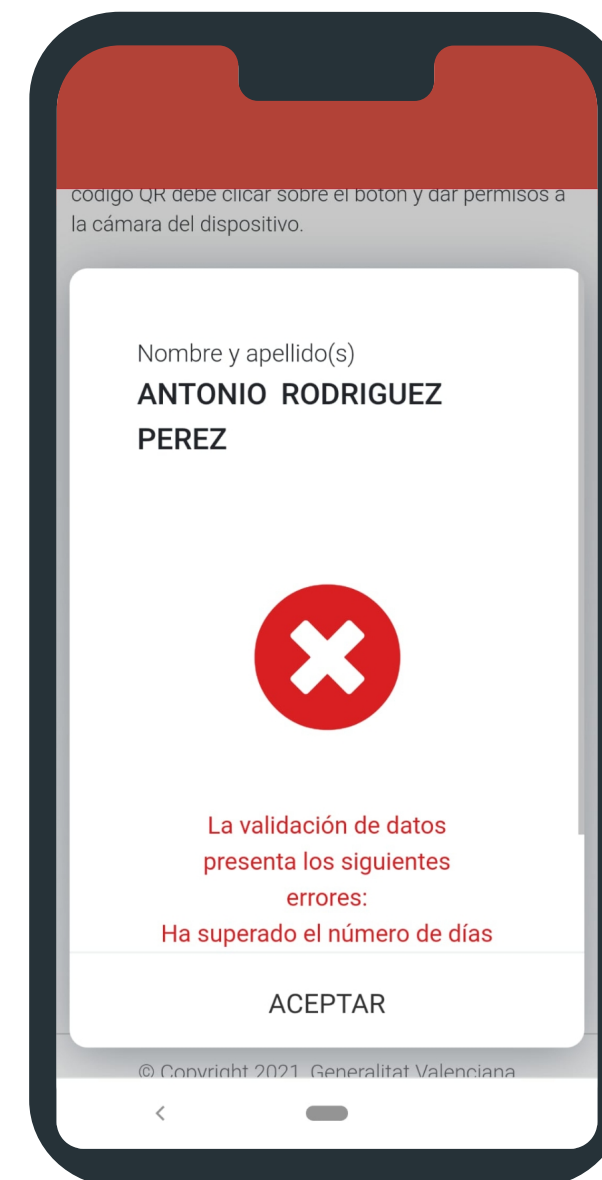 código QR debe clicar sobre el botón y dar permisos a
la cámara del dispositivo.
Nombre y apellido(s)
ANTONIO RODRIGUEZ
PEREZ
La validación de datos
presenta los siguientes
errores:
Ha superado el número de días
ACEPTAR
© Copyright 2021, Generalitat Valenciana